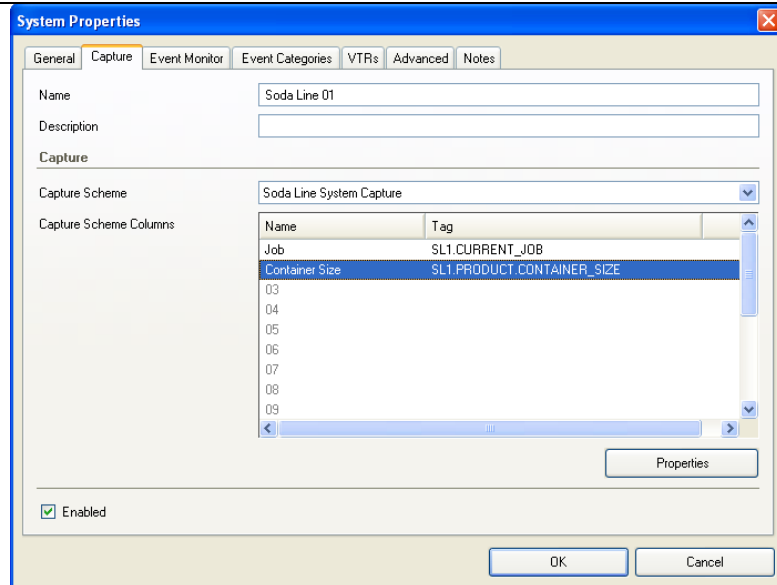 System Properties
General Capture Event Monitor Event Categories VTRs Advanced Notes
Name Soda Line 01
Description
Capture
Capture Scheme Soda Line System Capture
Capture Scheme Columns Name Tag
Job SL1.CURRENT_JOB
Container Size SL1.PRODUCT.CONTAINER_SIZE
03
04
05
06
07
08
09
Properties
Enabled
OK Cancel